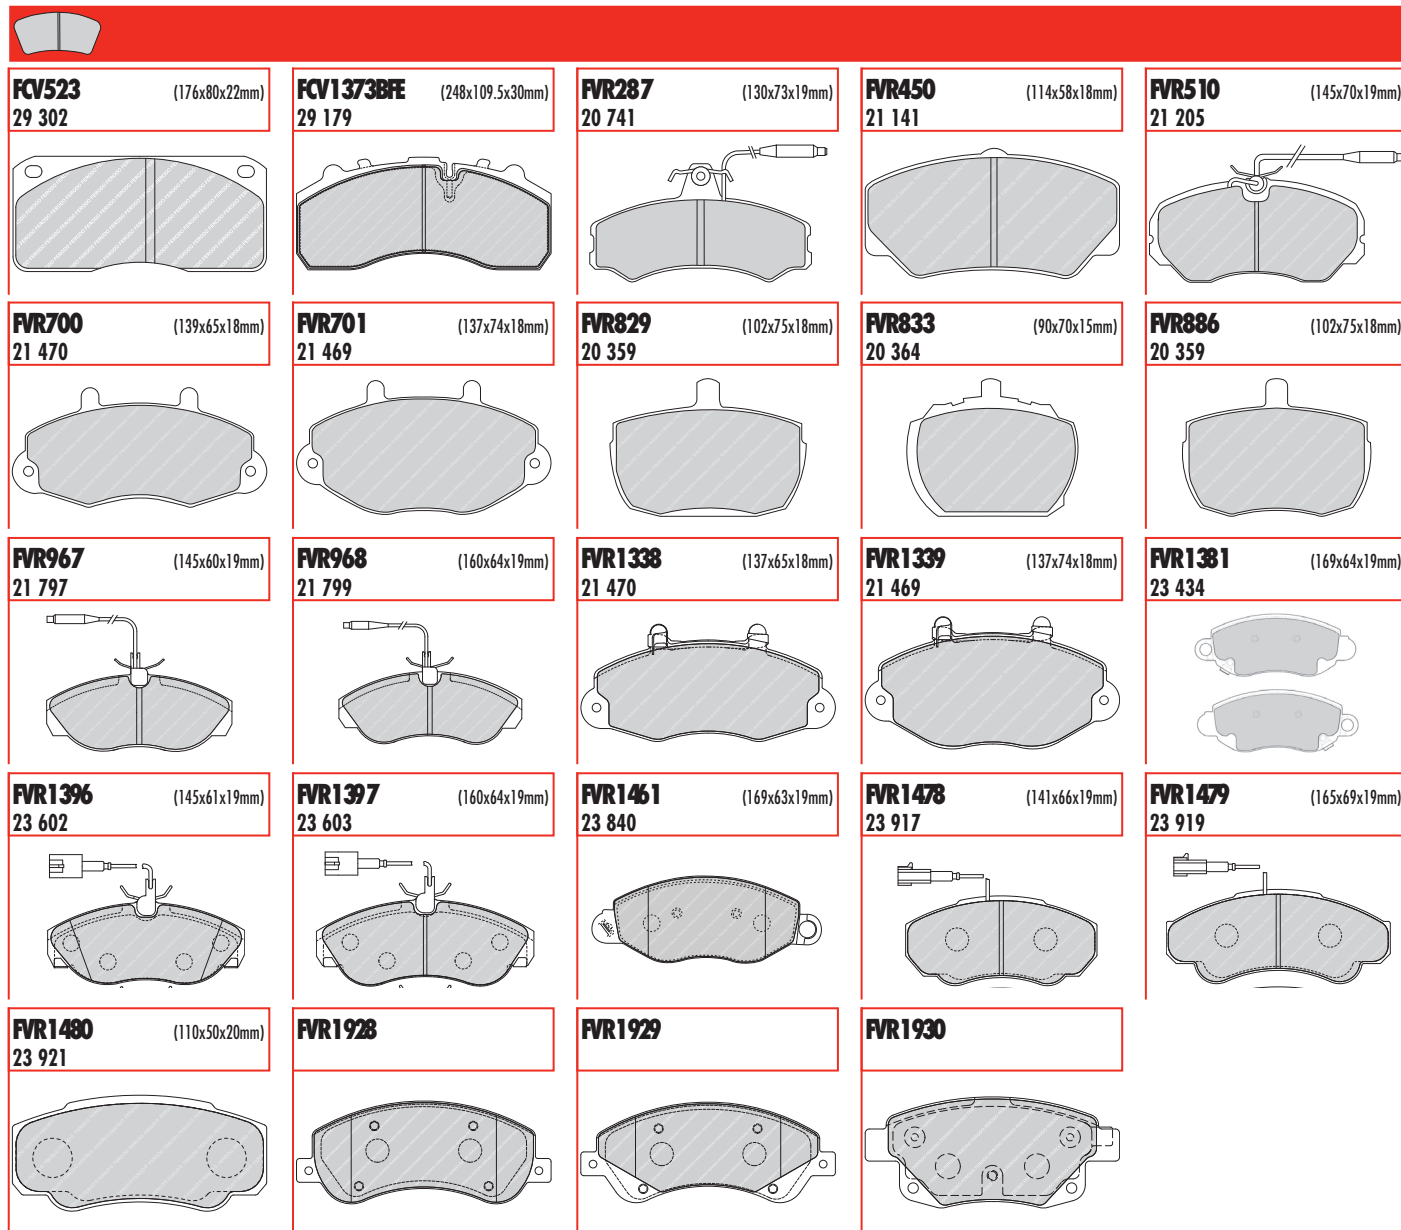 FCV523 (176x80x22mm)
29 302
FCV1373BFE (248x109.5x30mm)
29 179
FVR287 (130x73x19mm)
20 741
FVR450 (114x58x18mm)
21 141
FVR510 (145x70x19mm)
21 205
FVR700 (139x65x18mm)
21 470
FVR701 (137x74x18mm)
21 469
FVR829 (102x75x18mm)
20 359
FVR833 (90x70x15mm)
20 364
FVR886 (102x75x18mm)
20 359
FVR967 (145x60x19mm)
21 797
FVR968 (160x64x19mm)
21 799
FVR1338 (137x65x18mm)
21 470
FVR1339 (137x74x18mm)
21 469
FVR1381 (169x64x19mm)
23 434
FVR1396 (145x61x19mm)
23 602
FVR1397 (160x64x19mm)
23 603
FVR1461 (169x63x19mm)
23 840
FVR1478 (141x66x19mm)
23 917
FVR1479 (165x69x19mm)
23 919
FVR1480 (110x50x20mm)
23 921
FVR1928
FVR1929
FVR1930